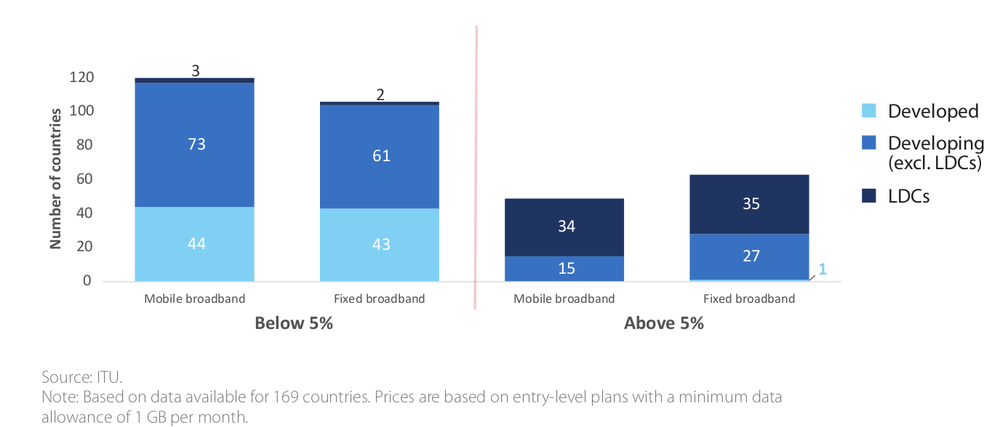 Number of countries
120
100
80
60
40
20
0
3
73
44
2
61
43
34
15
35
27
1
Mobile broadband
Fixed broadband
Mobile broadband
Fixed broadband
Below 5%
Above 5%
Developed
Developing
(excl. LDCs)
LDCs
Source: ITU.
Note: Based on data available for 169 countries. Prices are based on entry-level plans with a minimum data
allowance of 1 GB per month.